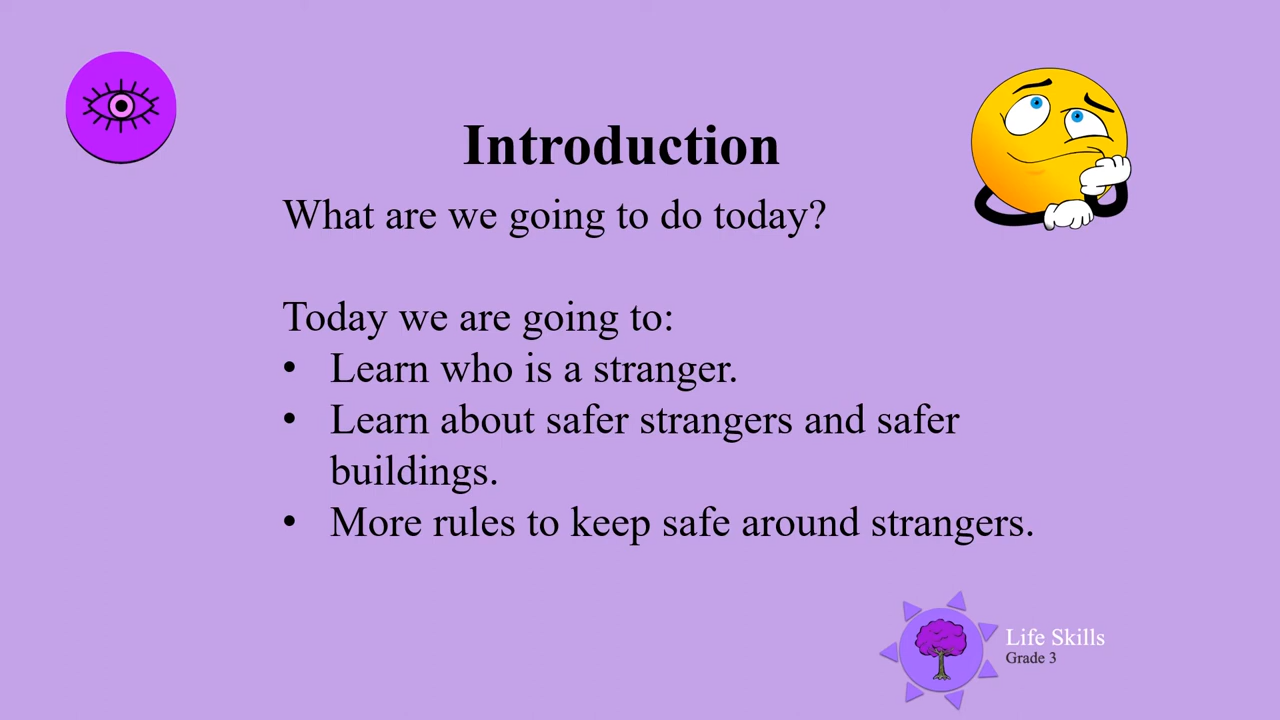 Introduction
What are we going to do today?
Today we are going to:
• Learn who is a stranger.
• Learn about safer strangers and safer
buildings.
• More rules to keep safe around strangers.
Life Skills
Grade 3